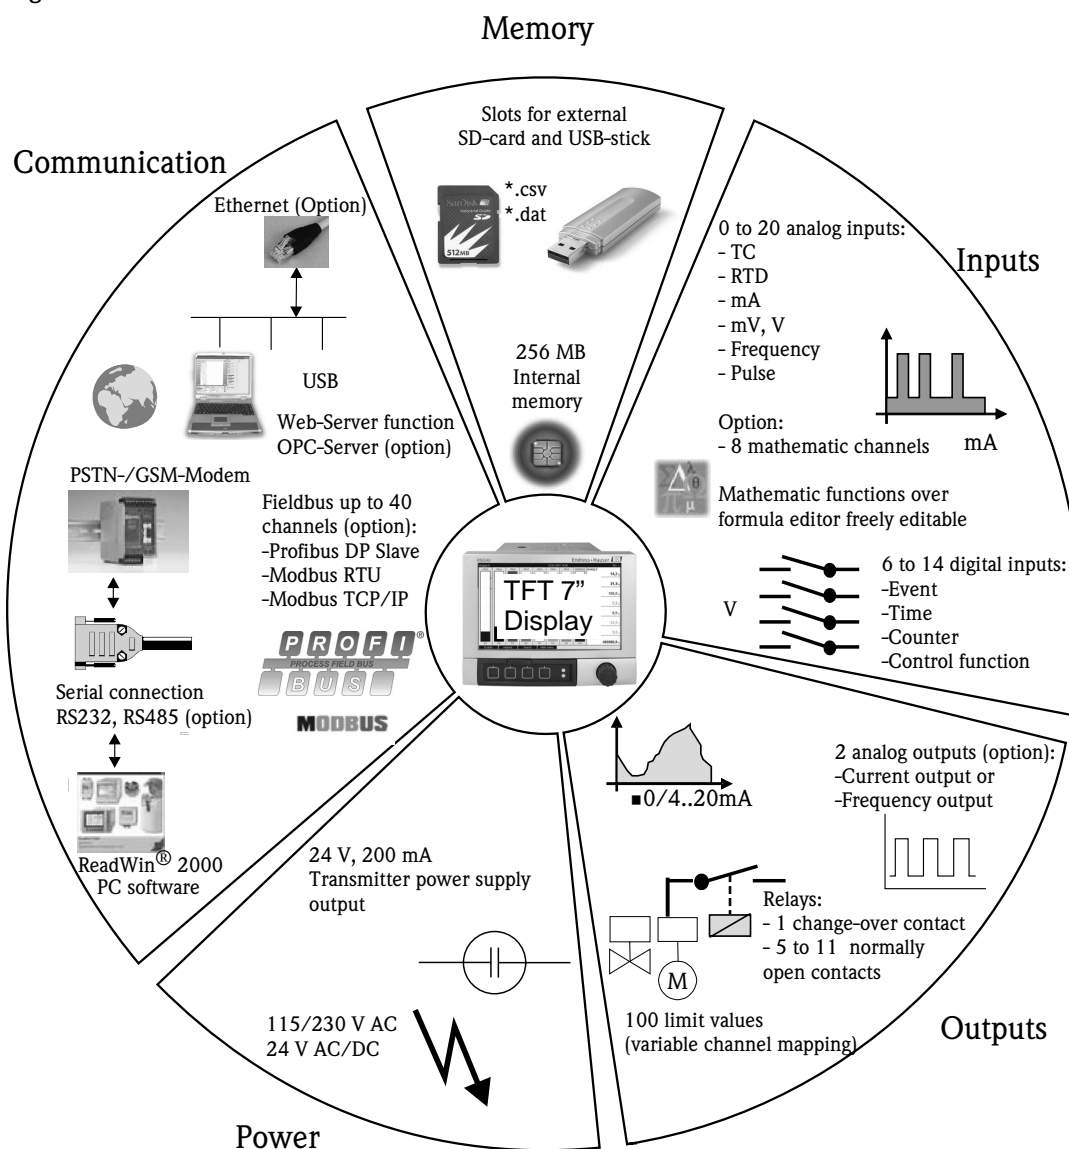 Memory
Slots for external
SD-card and USB-stick
*.csv
*.dat
SanDisk
SD
512MB
256 MB
Internal
memory
Communication
Ethernet (Option)
USB
Web-Server function
OPC-Server (option)
PSTN-/GSM-Modem
Fieldbus up to 40
channels (option):
-Profibus DP Slave
-Modbus RTU
-Modbus TCP/IP
PROFI®
PROCESS FIELD BUS
BUS
MODBUS
Serial connection
RS232, RS485 (option)
ReadWin® 2000
PC software
Inputs
0 to 20 analog inputs:
- TC
- RTD
- mA
- mV, V
- Frequency
- Pulse
mA
Option:
- 8 mathematic channels
Σ Δ λ θ π Ω μ
Mathematic functions over
formula editor freely editable
V
6 to 14 digital inputs:
-Event
-Time
-Counter
-Control function
Endress+Hauser
TFT 7”
Display
■0/4..20mA
2 analog outputs (option):
-Current output or
-Frequency output
Relays:
- 1 change-over contact
- 5 to 11 normally
open contacts
M
100 limit values
(variable channel mapping)
Outputs
24 V, 200 mA
Transmitter power supply
output
115/230 V AC
24 V AC/DC
Power